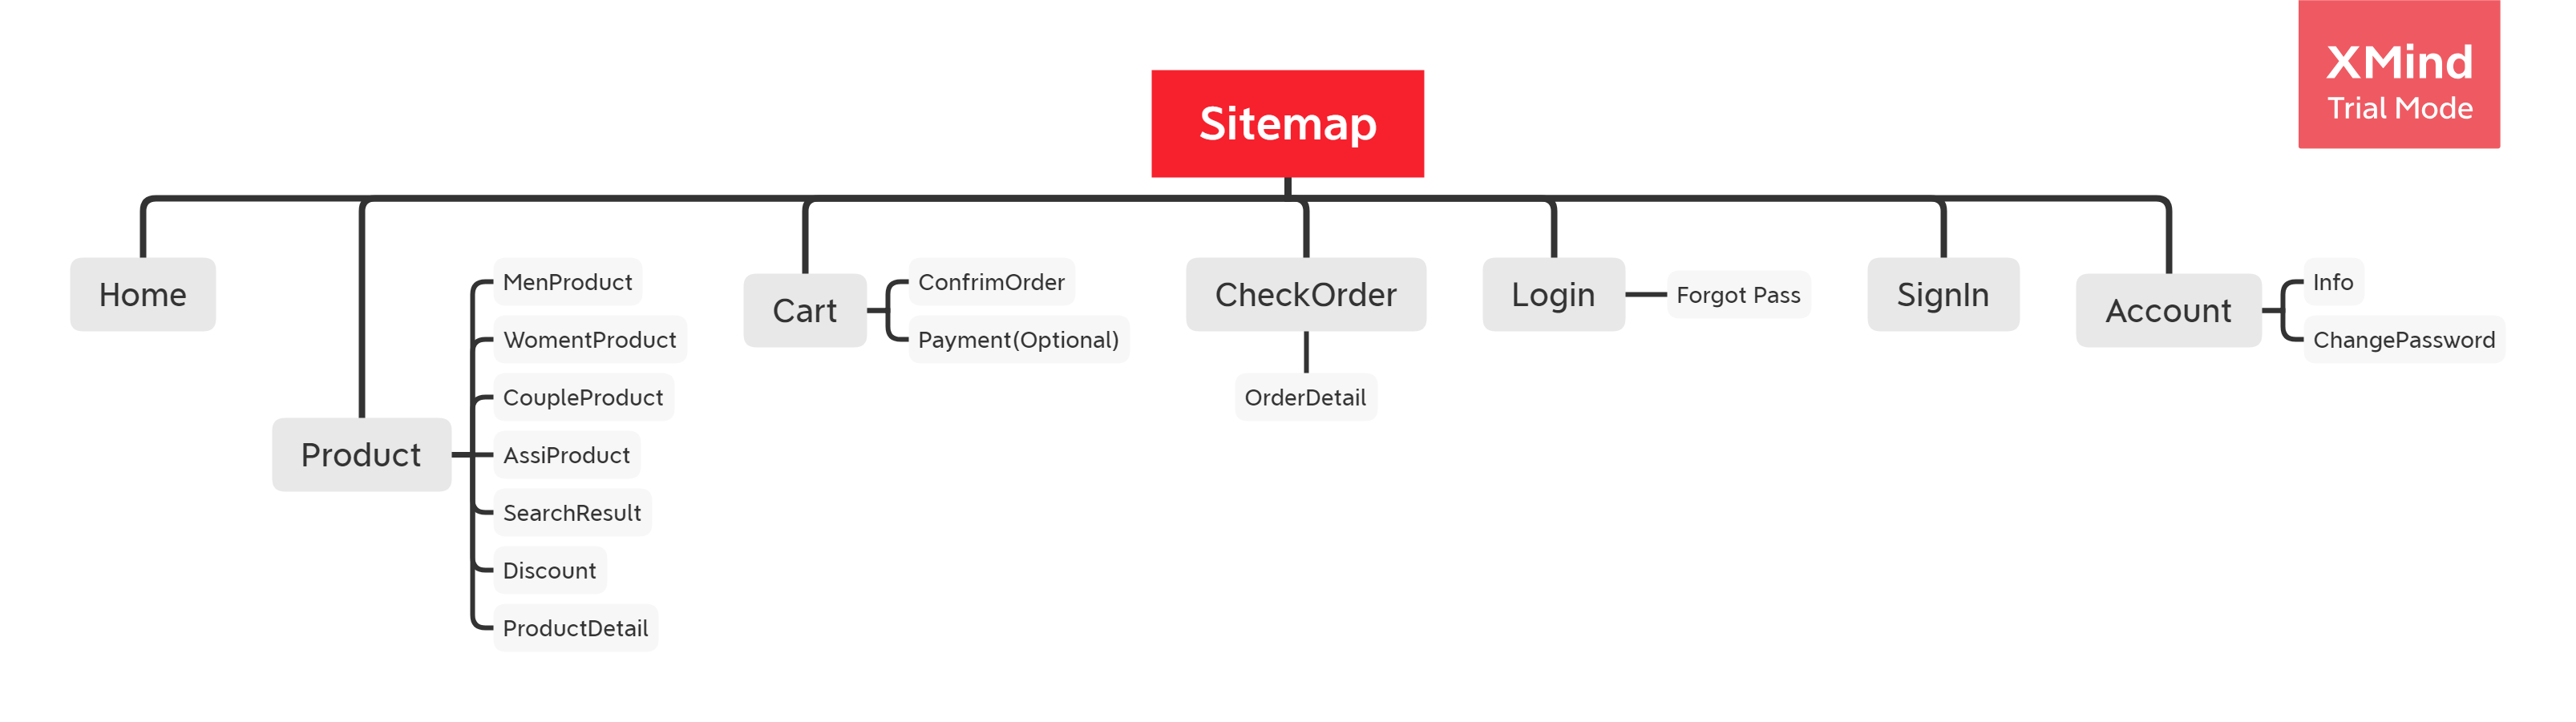 XMind
Trial Mode
Sitemap
Home
Product
MenProduct
WomentProduct
CoupleProduct
AssiProduct
SearchResult
Discount
ProductDetail
Cart
ConfrimOrder
Payment(Optional)
CheckOrder
OrderDetail
Login
Forgot Pass
SignIn
Account
Info
ChangePassword